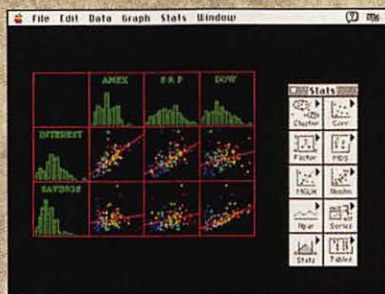 File Edit Data Graph Stats Window
AMEX S & P DOW
INTEREST
SAVINGS
Stats
Cluster Corr
Factor MDS
MGLH Nonlin
Npar Series
Stats Tables